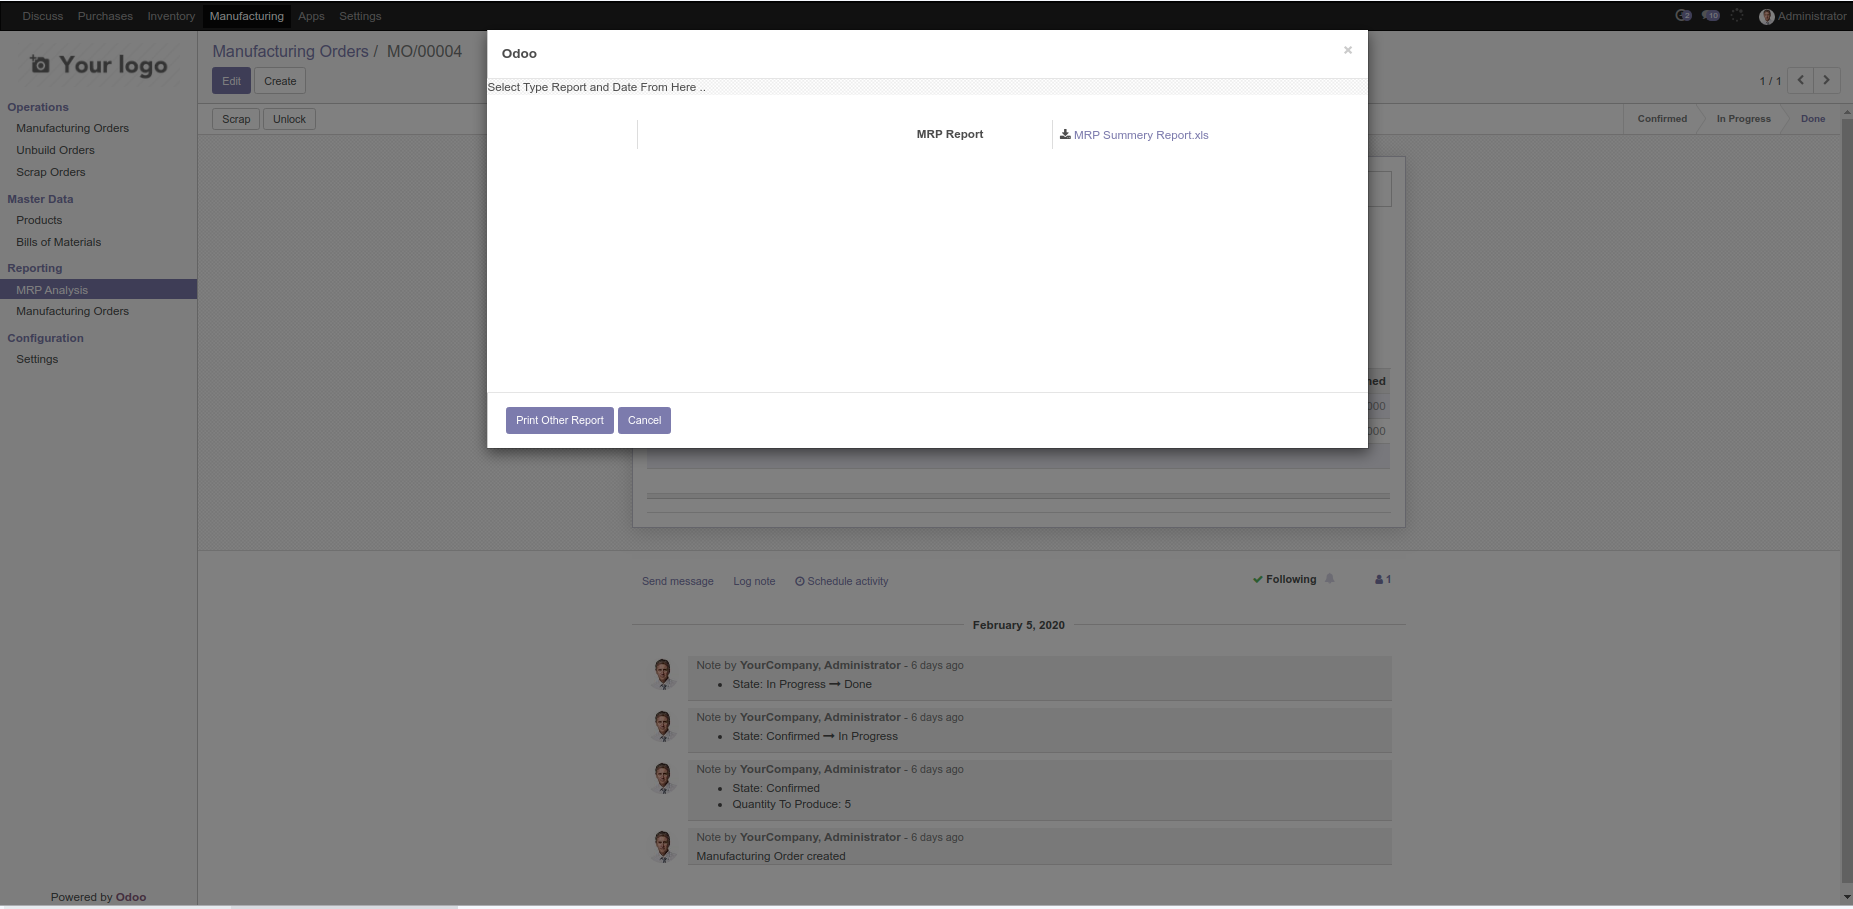 Discuss Purchases Inventory Manufacturing Apps Settings
2 10 Administrator
Your logo
Manufacturing Orders / MO/00004
Edit Create
1 / 1
Scrap Unlock
Confirmed In Progress Done
Operations
Manufacturing Orders
Unbuild Orders
Scrap Orders
Master Data
Products
Bills of Materials
Reporting
MRP Analysis
Manufacturing Orders
Configuration
Settings
Powered by Odoo
Odoo
×
Select Type Report and Date From Here ..
MRP Report MRP Summery Report.xls
Print Other Report Cancel
Send message Log note Schedule activity
Following 1
February 5, 2020
Note by YourCompany, Administrator - 6 days ago
• State: In Progress ➞ Done
Note by YourCompany, Administrator - 6 days ago
• State: Confirmed ➞ In Progress
Note by YourCompany, Administrator - 6 days ago
• State: Confirmed
• Quantity To Produce: 5
Note by YourCompany, Administrator - 6 days ago
Manufacturing Order created